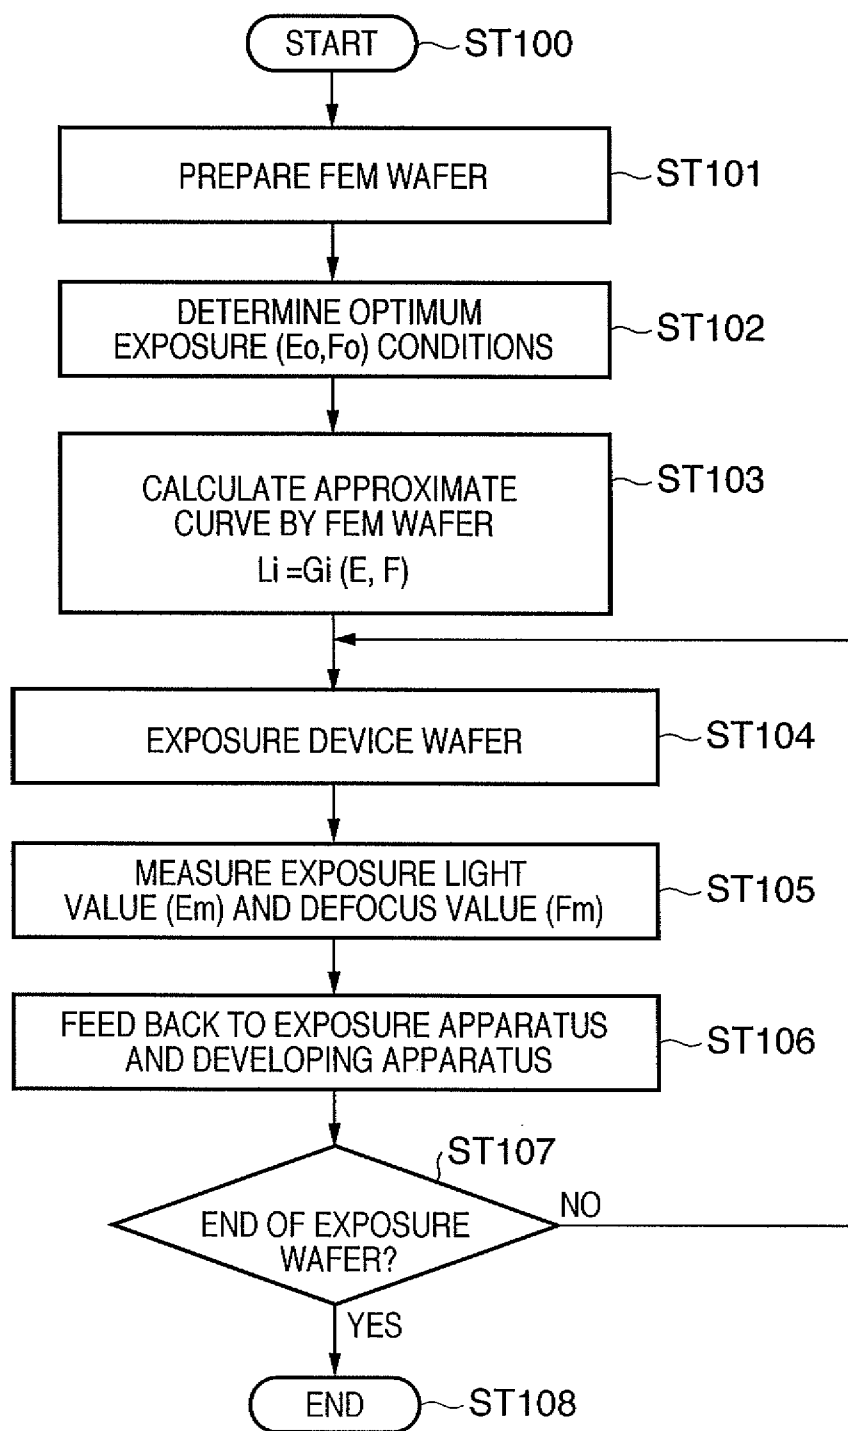 START
ST100
PREPARE FEM WAFER
ST101
DETERMINE OPTIMUM
EXPOSURE (Eo,Fo) CONDITIONS
ST102
CALCULATE APPROXIMATE
CURVE BY FEM WAFER
Li =Gi (E, F)
ST103
EXPOSURE DEVICE WAFER
ST104
MEASURE EXPOSURE LIGHT
VALUE (Em) AND DEFOCUS VALUE (Fm)
ST105
FEED BACK TO EXPOSURE APPARATUS
AND DEVELOPING APPARATUS
ST106
ST107
END OF EXPOSURE
WAFER?
NO
YES
END
ST108